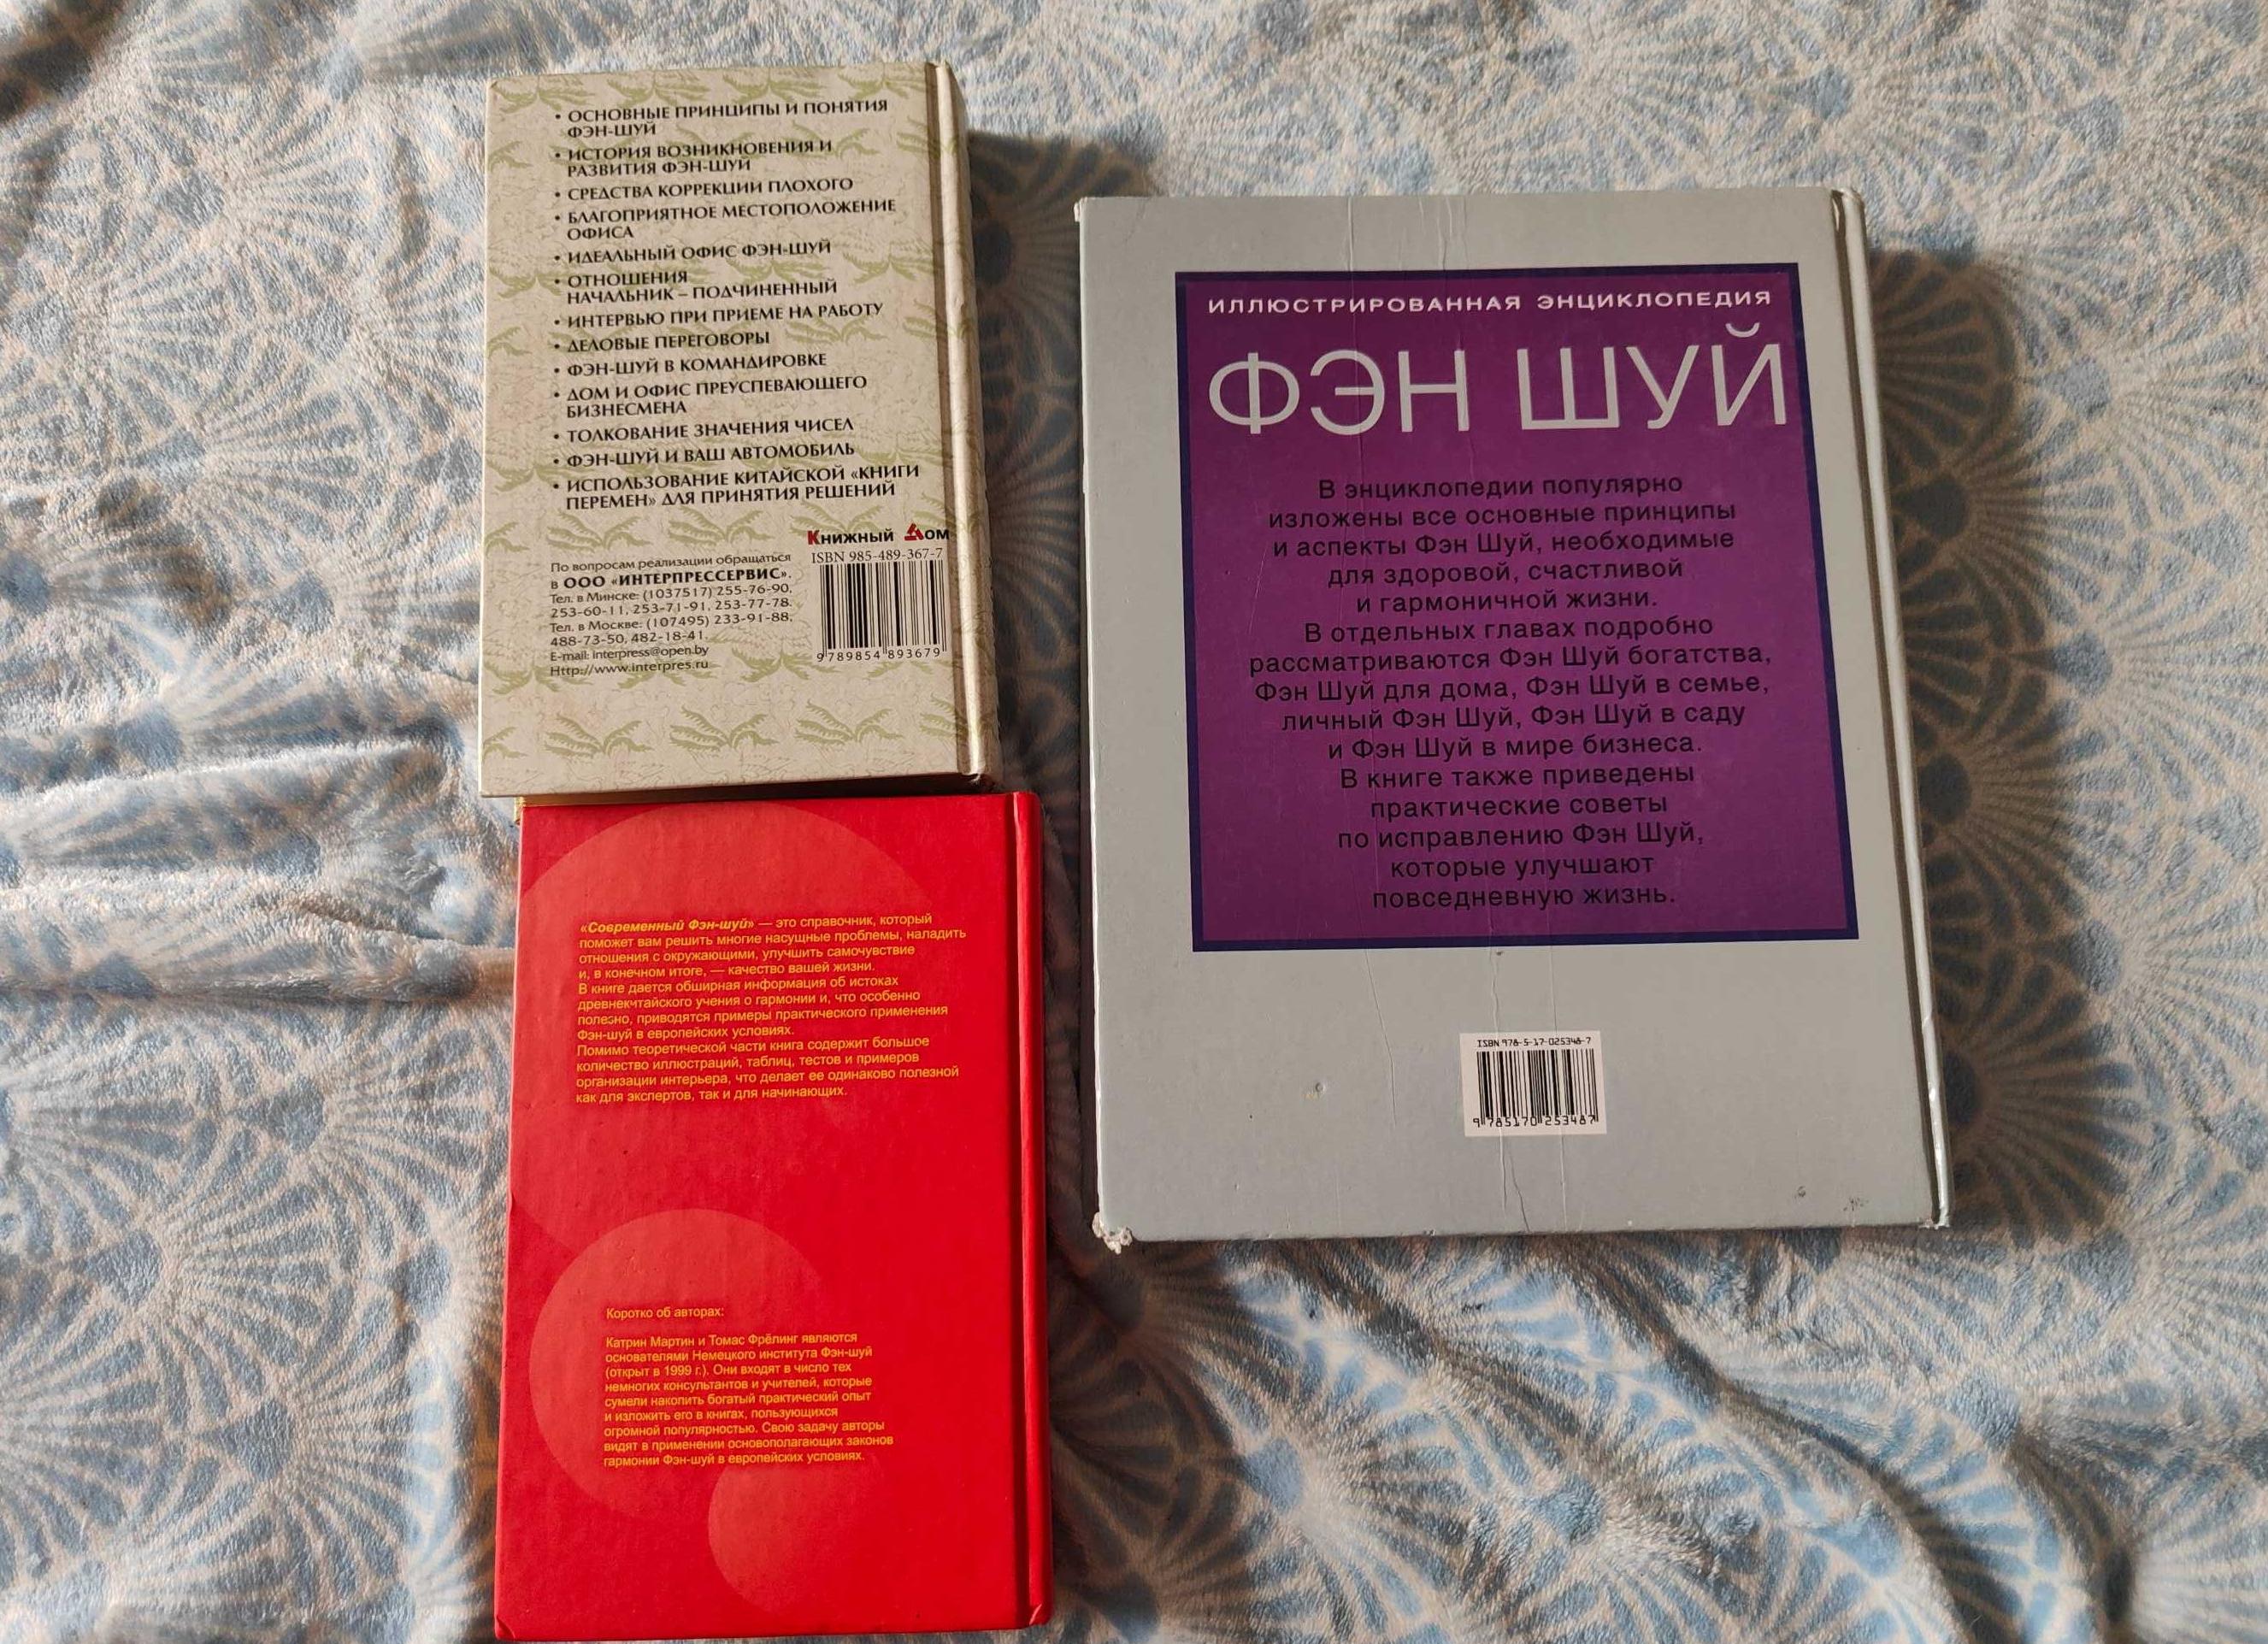 • ОСНОВНЫЕ ПРИНЦИПЫ И ПОНЯТИЯ
ФЭН-ШУЙ
• ИСТОРИЯ ВОЗНИКНОВЕНИЯ И
РАЗВИТИЯ ФЭН-ШУЙ
• СРЕДСТВА КОРРЕКЦИИ ПЛОХОГО
• БЛАГОПРИЯТНОЕ МЕСТОПОЛОЖЕНИЕ
ОФИСА
• ИДЕАЛЬНЫЙ ОФИС ФЭН-ШУЙ
• ОТНОШЕНИЯ
НАЧАЛЬНИК – ПОДЧИНЕННЫЙ
• ИНТЕРВЬЮ ПРИ ПРИЕМЕ НА РАБОТУ
• ДЕЛОВЫЕ ПЕРЕГОВОРЫ
• ФЭН-ШУЙ В КОМАНДИРОВКЕ
• ДОМ И ОФИС ПРЕУСПЕВАЮЩЕГО
БИЗНЕСМЕНА
• ТОЛКОВАНИЕ ЗНАЧЕНИЯ ЧИСЕЛ
• ФЭН-ШУЙ И ВАШ АВТОМОБИЛЬ
• ИСПОЛЬЗОВАНИЕ КИТАЙСКОЙ «КНИГИ
ПЕРЕМЕН» ДЛЯ ПРИНЯТИЯ РЕШЕНИЙ
Книжный Дом
ISBN 985-489-367-7
9 789854 893679
По вопросам реализации обращаться
в ООО «ИНТЕРПРЕССЕРВИС».
Тел. в Минске: (1037517) 255-76-90,
253-60-11, 253-71-91, 253-77-78.
Тел. в Москве: (107495) 233-91-88,
488-73-50, 482-18-41.
E-mail: interpress@open.by
Http://www.interpres.ru
«Современный Фэн-шуй» — это справочник, который
поможет вам решить многие насущные проблемы, наладить
отношения с окружающими, улучшить самочувствие
и, в конечном итоге, — качество вашей жизни.
В книге дается обширная информация об истоках
древнекитайского учения о гармонии и, что особенно
полезно, приводятся примеры практического применения
Фэн-шуй в европейских условиях.
Помимо теоретической части книга содержит большое
количество иллюстраций, таблиц, тестов и примеров
организации интерьера, что делает ее одинаково полезной
как для экспертов, так и для начинающих.
Коротко об авторах:
Катрин Мартин и Томас Фрёлинг являются
основателями Немецкого института Фэн-шуй
(открыт в 1999 г.). Они входят в число тех
немногих консультантов и учителей, которые
сумели накопить богатый практический опыт
и изложить его в книгах, пользующихся
огромной популярностью. Свою задачу авторы
видят в применении основополагающих законов
гармонии Фэн-шуй в европейских условиях.
ИЛЛЮСТРИРОВАННАЯ ЭНЦИКЛОПЕДИЯ
ФЭН ШУЙ
В энциклопедии популярно
изложены все основные принципы
и аспекты Фэн Шуй, необходимые
для здоровой, счастливой
и гармоничной жизни.
В отдельных главах подробно
рассматриваются Фэн Шуй богатства,
Фэн Шуй для дома, Фэн Шуй в семье,
личный Фэн Шуй, Фэн Шуй в саду
и Фэн Шуй в мире бизнеса.
В книге также приведены
практические советы
по исправлению Фэн Шуй,
которые улучшают
повседневную жизнь.
ISBN 978-5-17-025348-7
9 785170 253487